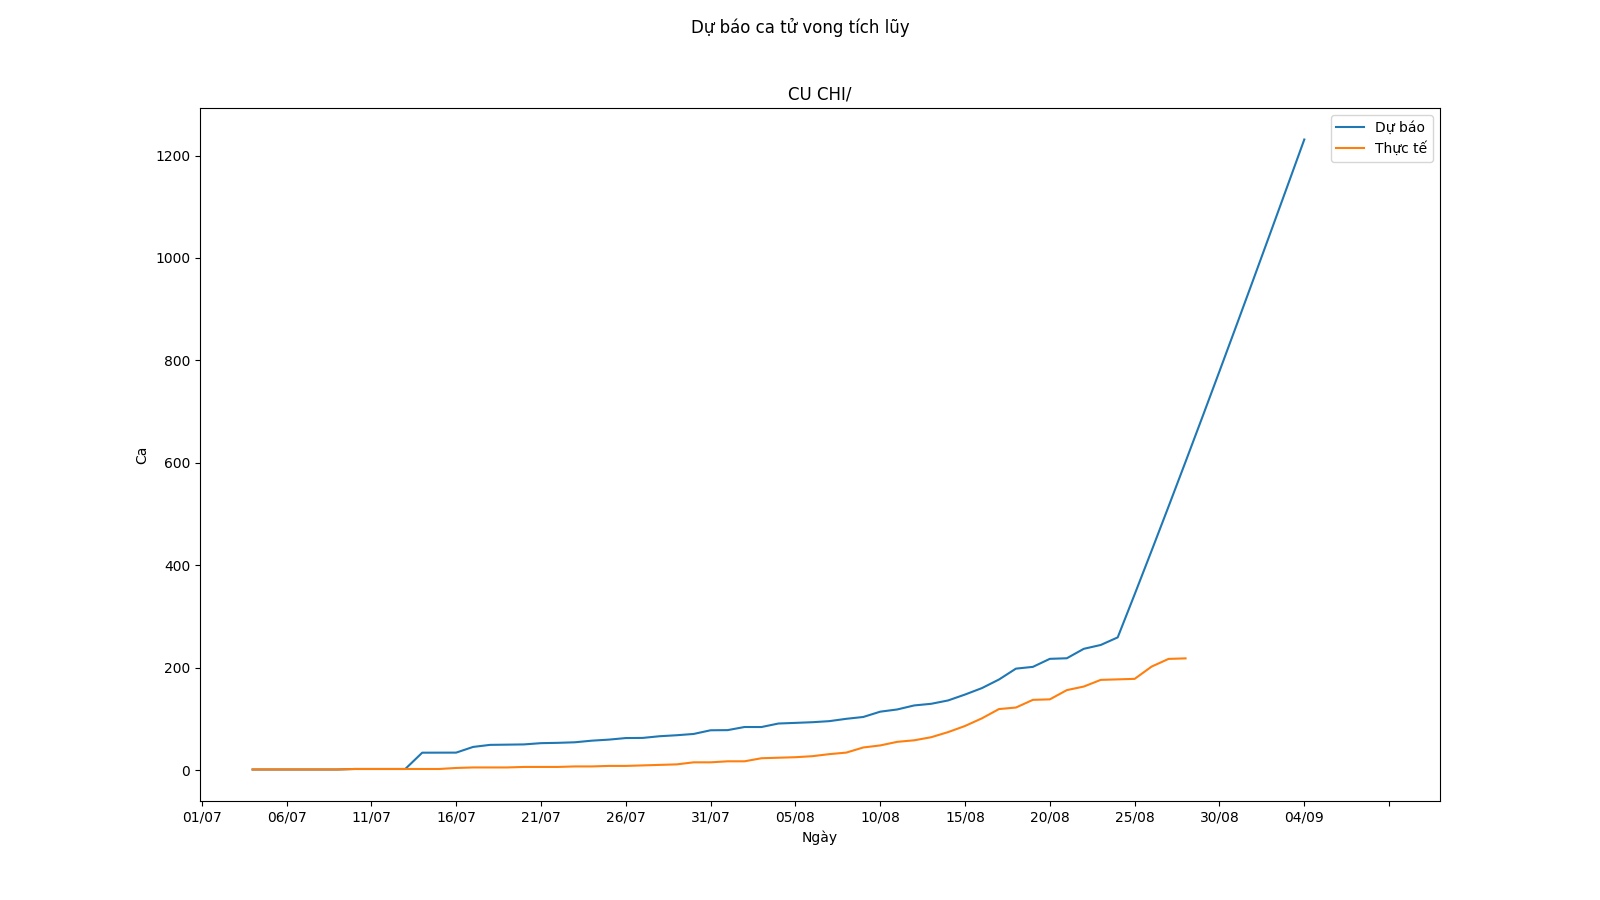 Dự báo ca tử vong tích lũy
CU CHI/
Dự báo
Thực tế
1200
1000
800
600
400
200
0
Ca
01/07 06/07 11/07 16/07 21/07 26/07 31/07 05/08 10/08 15/08 20/08 25/08 30/08 04/09
Ngày